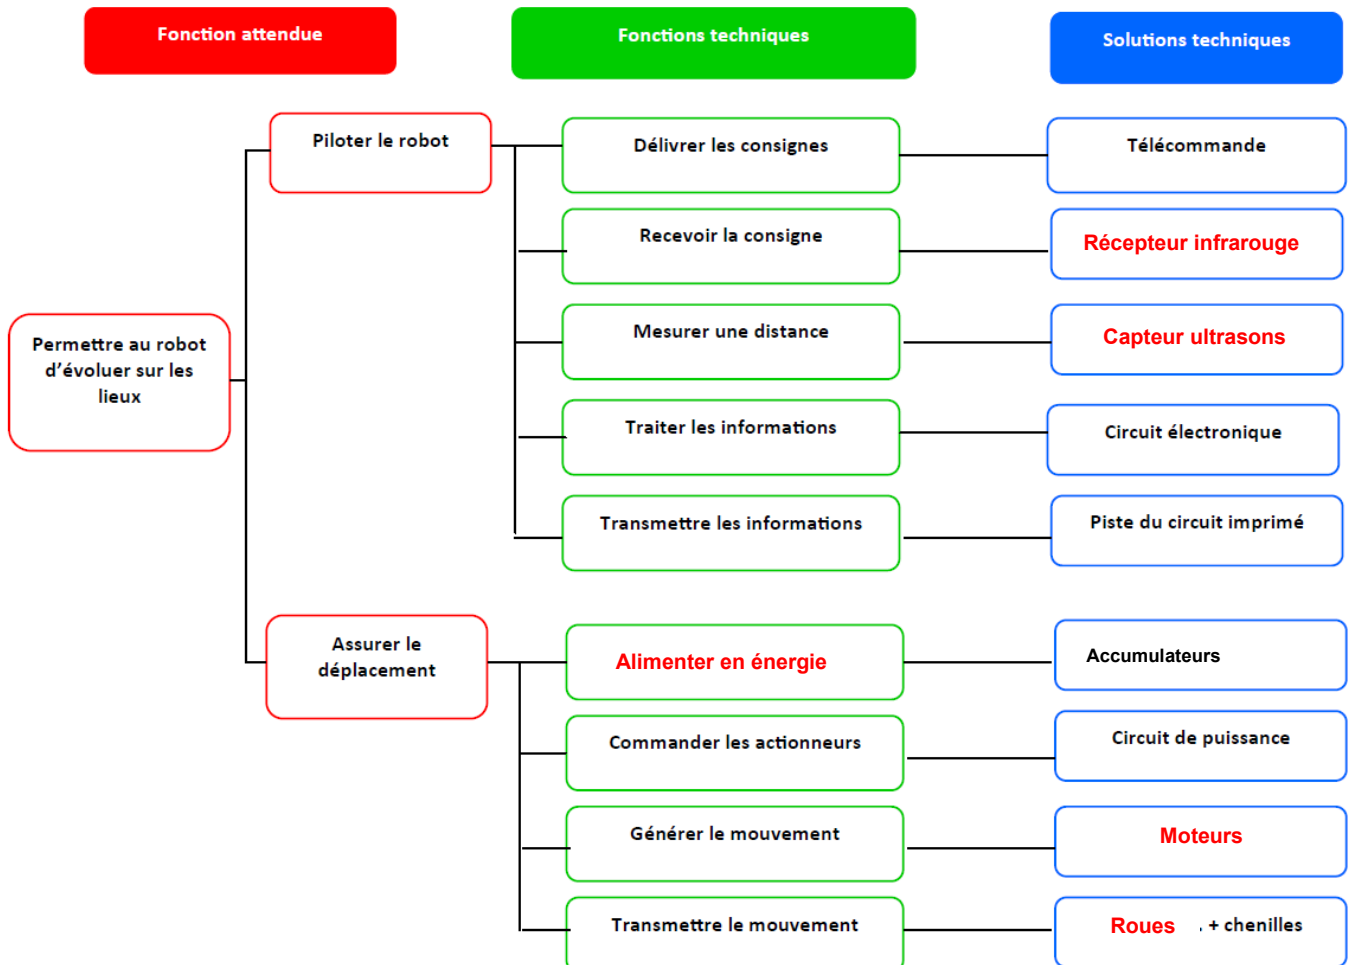 Fonction attendue
Fonctions techniques
Solutions techniques
Piloter le robot
Délivrer les consignes
Télécommande
Recevoir la consigne
Récepteur infrarouge
Mesurer une distance
Capteur ultrasons
Permettre au robot
d'évoluer sur les
lieux
Traiter les informations
Circuit électronique
Transmettre les informations
Piste du circuit imprimé
Assurer le
déplacement
Alimenter en énergie
Accumulateurs
Commander les actionneurs
Circuit de puissance
Générer le mouvement
Moteurs
Transmettre le mouvement
Roues . + chenilles